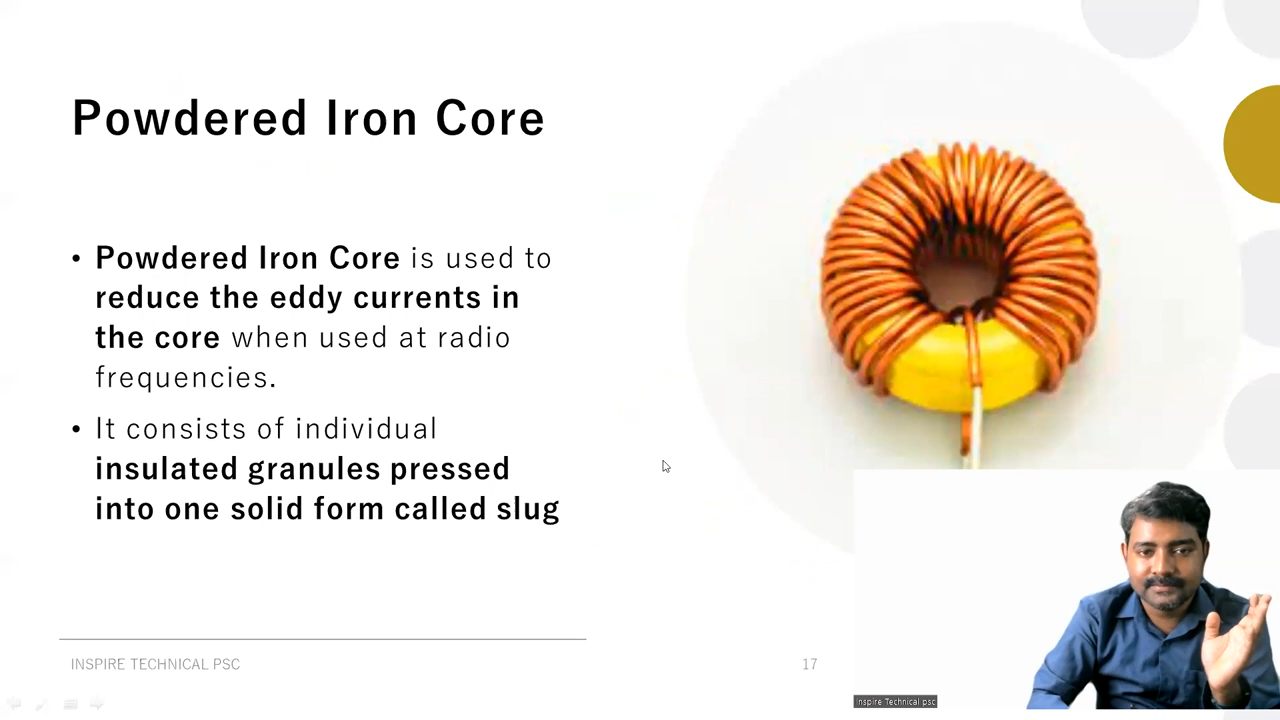 Powdered Iron Core
• Powdered Iron Core is used to
reduce the eddy currents in
the core when used at radio
frequencies.
• It consists of individual
insulated granules pressed
into one solid form called slug
INSPIRE TECHNICAL PSC
17
Inspire Technical psc